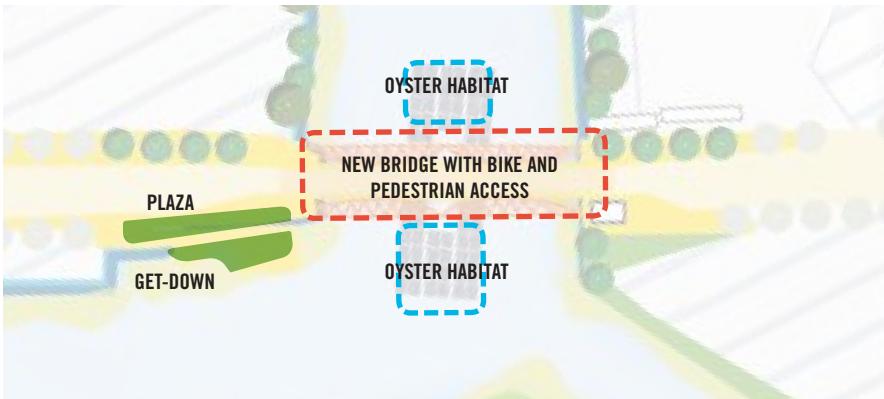 OYSTER HABITAT
NEW BRIDGE WITH BIKE AND
PEDESTRIAN ACCESS
PLAZA
OYSTER HABITAT
GET-DOWN